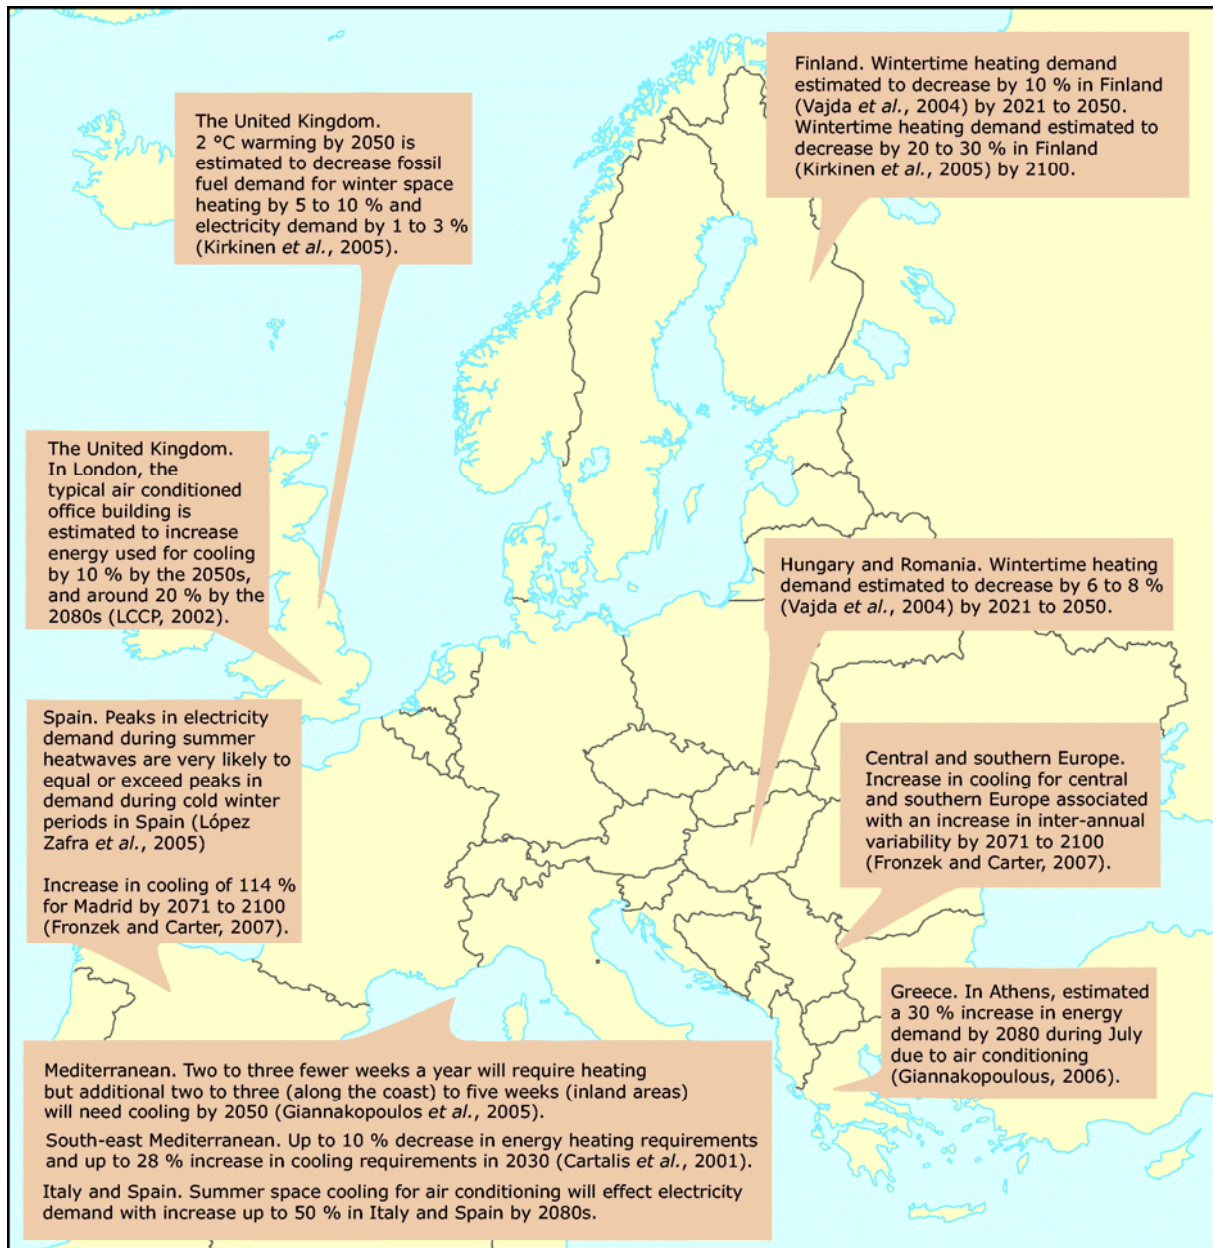 Finland. Wintertime heating demand
estimated to decrease by 10 % in Finland
(Vajda et al., 2004) by 2021 to 2050.
Wintertime heating demand estimated to
decrease by 20 to 30 % in Finland
(Kirkinen et al., 2005) by 2100.
The United Kingdom.
2 °C warming by 2050 is
estimated to decrease fossil
fuel demand for winter space
heating by 5 to 10 % and
electricity demand by 1 to 3 %
(Kirkinen et al., 2005).
The United Kingdom.
In London, the
typical air conditioned
office building is
estimated to increase
energy used for cooling
by 10 % by the 2050s,
and around 20 % by the
2080s (LCCP, 2002).
Hungary and Romania. Wintertime heating
demand estimated to decrease by 6 to 8 %
(Vajda et al., 2004) by 2021 to 2050.
Spain. Peaks in electricity
demand during summer
heatwaves are very likely to
equal or exceed peaks in
demand during cold winter
periods in Spain (López
Zafra et al., 2005)
Increase in cooling of 114 %
for Madrid by 2071 to 2100
(Fronzek and Carter, 2007).
Central and southern Europe.
Increase in cooling for central
and southern Europe associated
with an increase in inter-annual
variability by 2071 to 2100
(Fronzek and Carter, 2007).
Greece. In Athens, estimated
a 30 % increase in energy
demand by 2080 during July
due to air conditioning
(Giannakopoulous, 2006).
Mediterranean. Two to three fewer weeks a year will require heating
but additional two to three (along the coast) to five weeks (inland areas)
will need cooling by 2050 (Giannakopoulos et al., 2005).
South-east Mediterranean. Up to 10 % decrease in energy heating requirements
and up to 28 % increase in cooling requirements in 2030 (Cartalis et al., 2001).
Italy and Spain. Summer space cooling for air conditioning will effect electricity
demand with increase up to 50 % in Italy and Spain by 2080s.